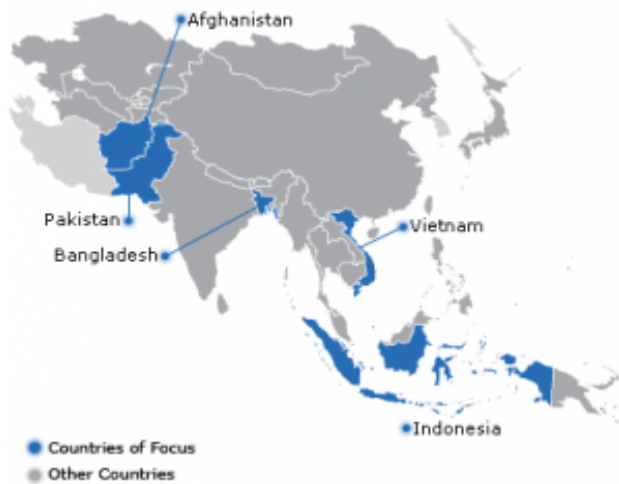 Afghanistan
Pakistan
Bangladesh
Vietnam
Indonesia
Countries of Focus
Other Countries